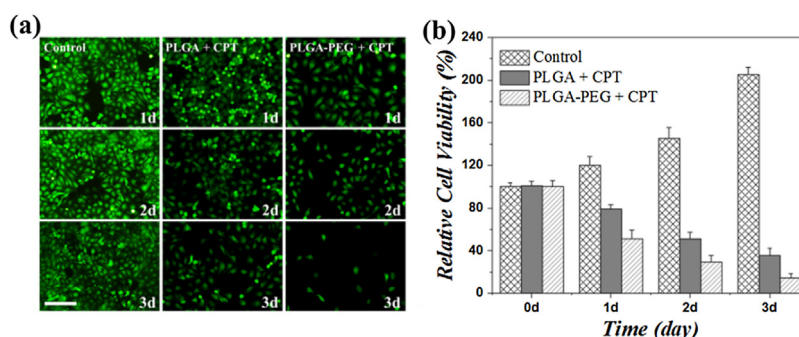 (a)
Control PLGA + CPT PLGA-PEG + CPT
1d 1d 1d
2d 2d 2d
3d 3d 3d
(b)
Relative Cell Viability (%)
240
200
160
120
80
40
0
Control
PLGA + CPT
PLGA-PEG + CPT
0d 1d 2d 3d
Time (day)